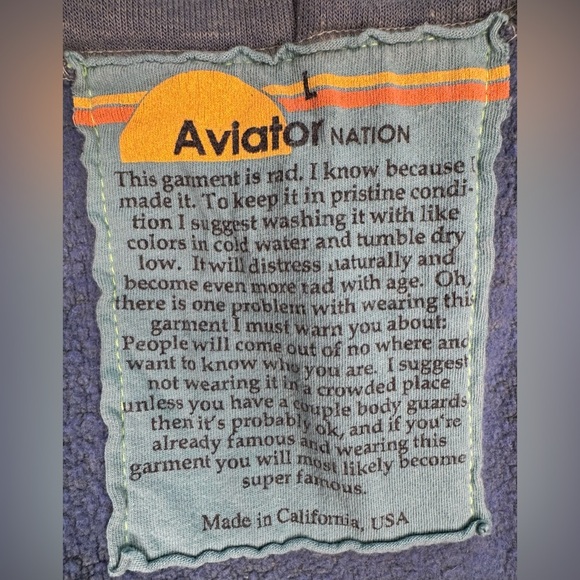 L
Aviator NATION
This garment is rad. I know because I
made it. To keep it in pristine condi-
tion I suggest washing it with like
colors in cold water and tumble dry
low. It will distress naturally and
become even more rad with age. Oh,
there is one problem with wearing this
garment I must warn you about:
People will come out of no where and
want to know who you are. I suggest
not wearing it in a crowded place
unless you have a couple body guards
then it's probably ok, and if you're
already famous and wearing this
garment you will most likely become
super famous.
Made in California, USA